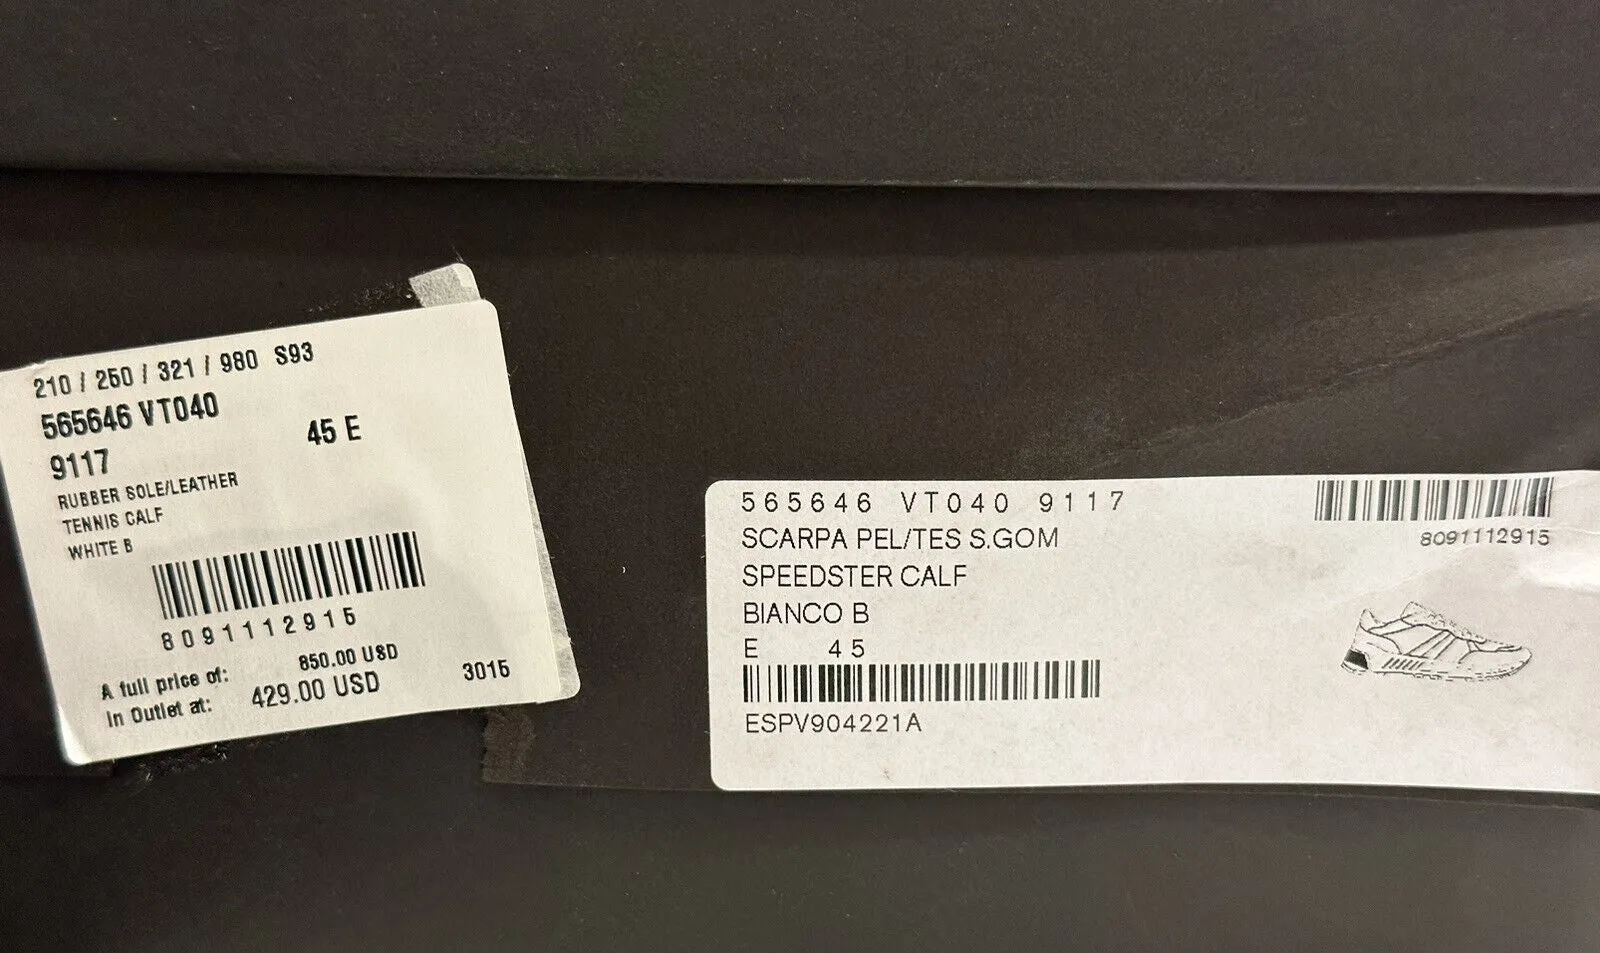 210 / 250 / 321 / 980 S93
565646 VT040
45 E
9117
RUBBER SOLE/LEATHER
TENNIS CALF
WHITE B
8091112915
A full price of: 850.00 USD
In Outlet at: 429.00 USD
3015
565646 VT040 9117
SCARPA PEL/TES S.GOM
SPEEDSTER CALF
BIANCO B
E 45
ESPV904221A
8091112915